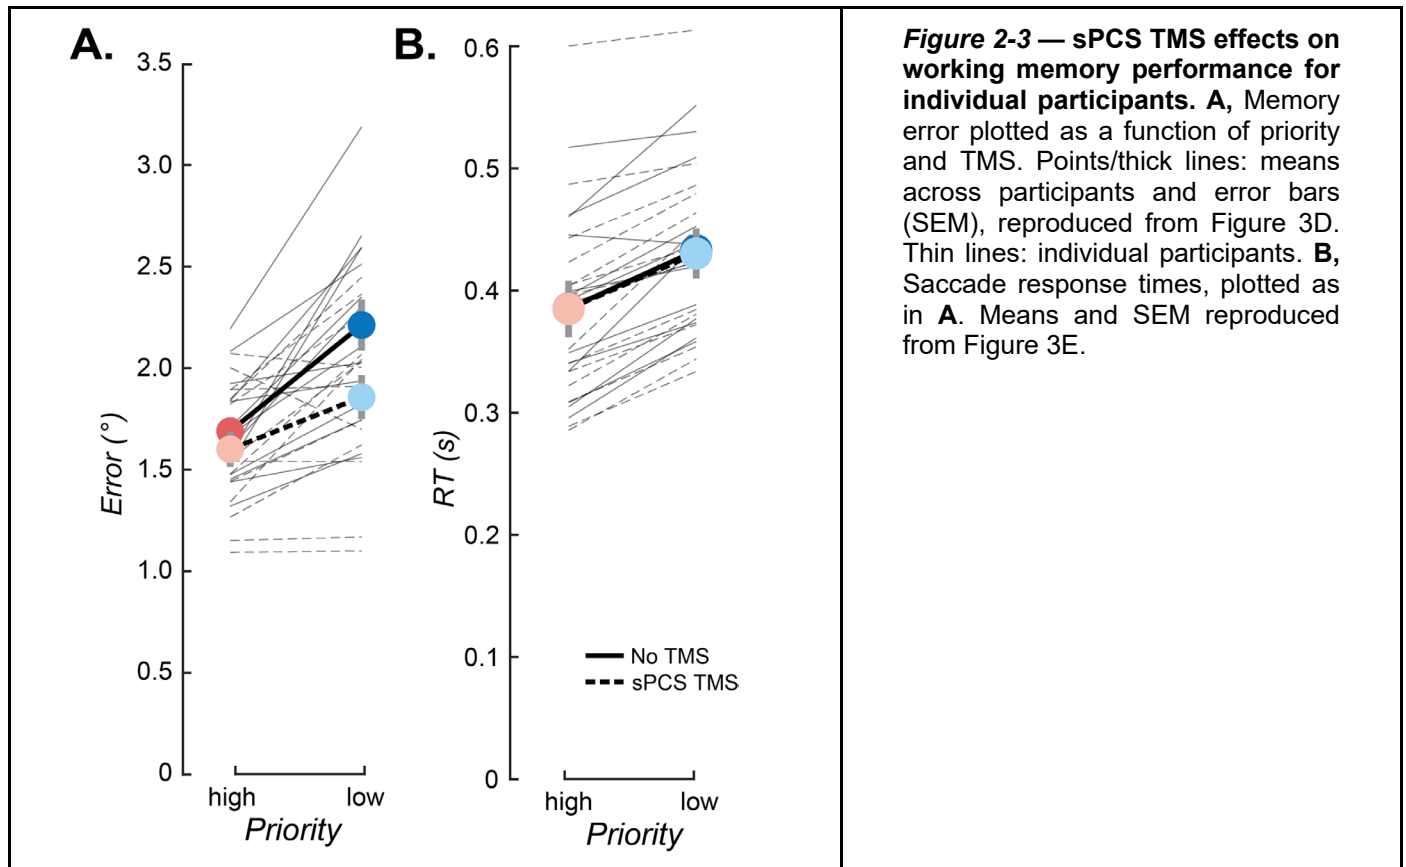 A.
3.5
3.0
2.5
2.0
1.5
1.0
0.5
0
Error (°)
high low
Priority
B.
0.6
0.5
0.4
0.3
0.2
0.1
0
RT (s)
No TMS
sPCS TMS
high low
Priority
Figure 2-3 — sPCS TMS effects on
working memory performance for
individual participants. A, Memory
error plotted as a function of priority
and TMS. Points/thick lines: means
across participants and error bars
(SEM), reproduced from Figure 3D.
Thin lines: individual participants. B,
Saccade response times, plotted as
in A. Means and SEM reproduced
from Figure 3E.